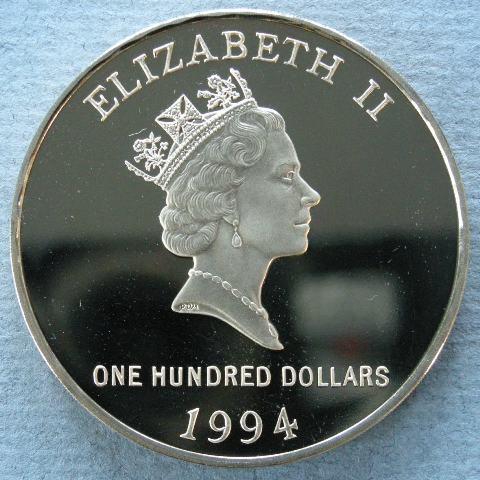 ELIZABETH II
ONE HUNDRED DOLLARS
1994